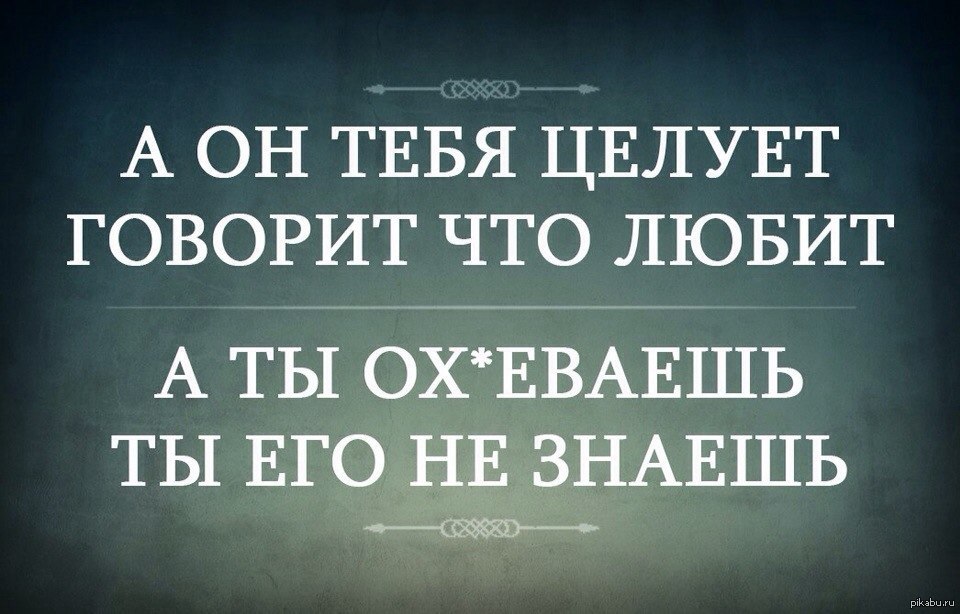 А ОН ТЕБЯ ЦЕЛУЕТ
ГОВОРИТ ЧТО ЛЮБИТ
А ТЫ ОХ*ЕВАЕШЬ
ТЫ ЕГО НЕ ЗНАЕШЬ
pikabu.ru